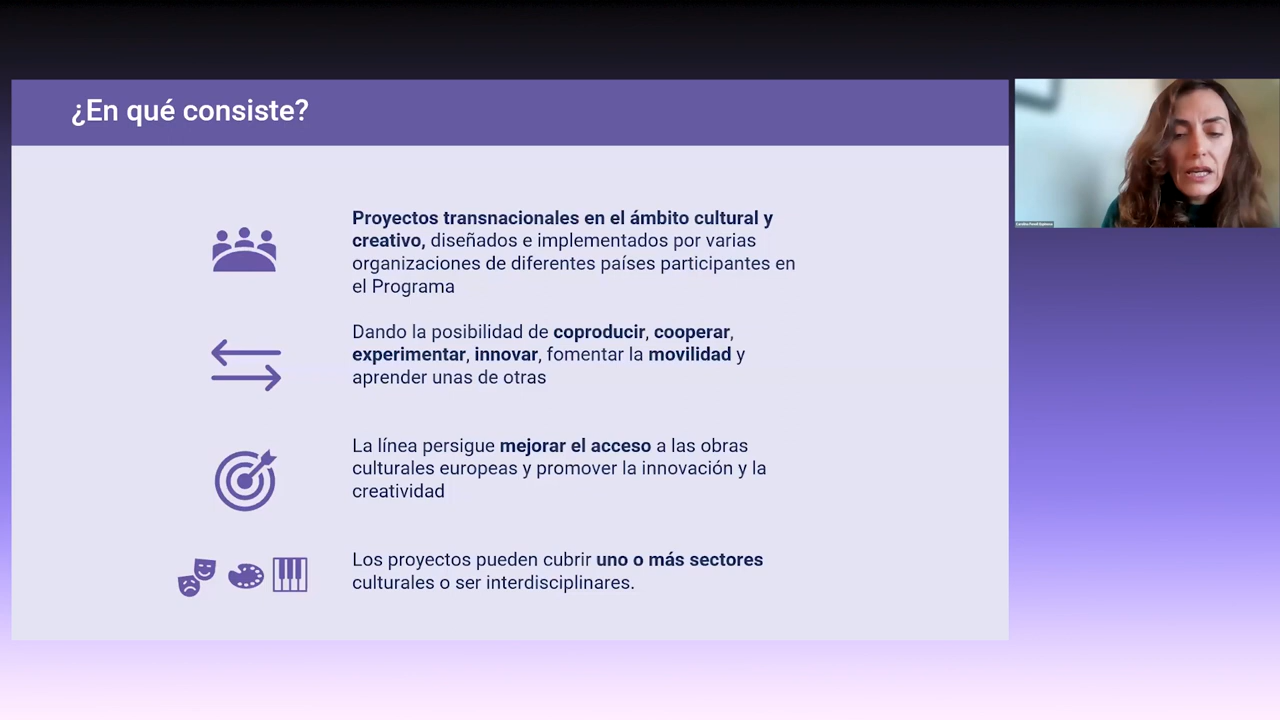 ¿En qué consiste?
Proyectos transnacionales en el ámbito cultural y
creativo, diseñados e implementados por varias
organizaciones de diferentes países participantes en
el Programa
Dando la posibilidad de coproducir, cooperar,
experimentar, innovar, fomentar la movilidad y
aprender unas de otras
La línea persigue mejorar el acceso a las obras
culturales europeas y promover la innovación y la
creatividad
Los proyectos pueden cubrir uno o más sectores
culturales o ser interdisciplinares.